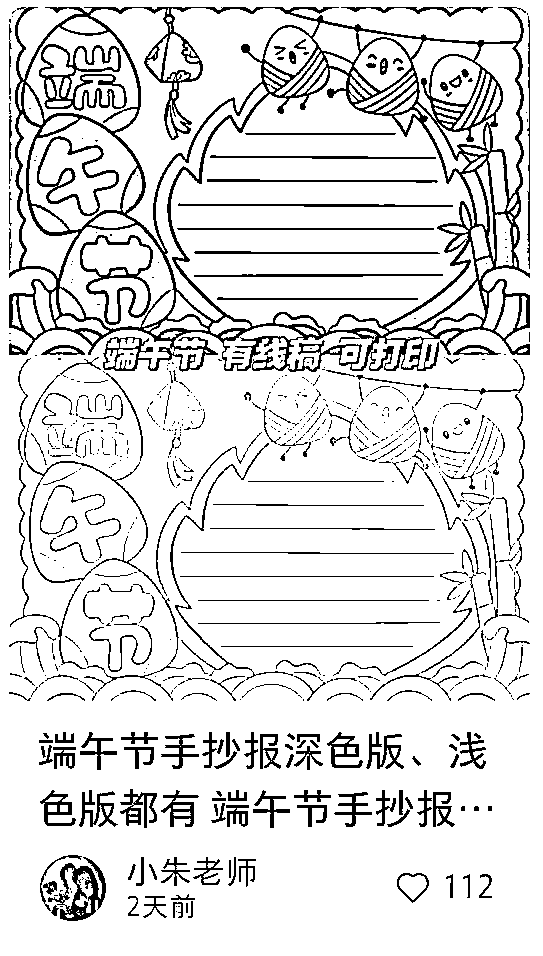 端
午
节
端午节 有线稿 可打印
端
午
节
端午节手抄报深色版、浅
色版都有 端午节手抄报…
小朱老师
2天前
112